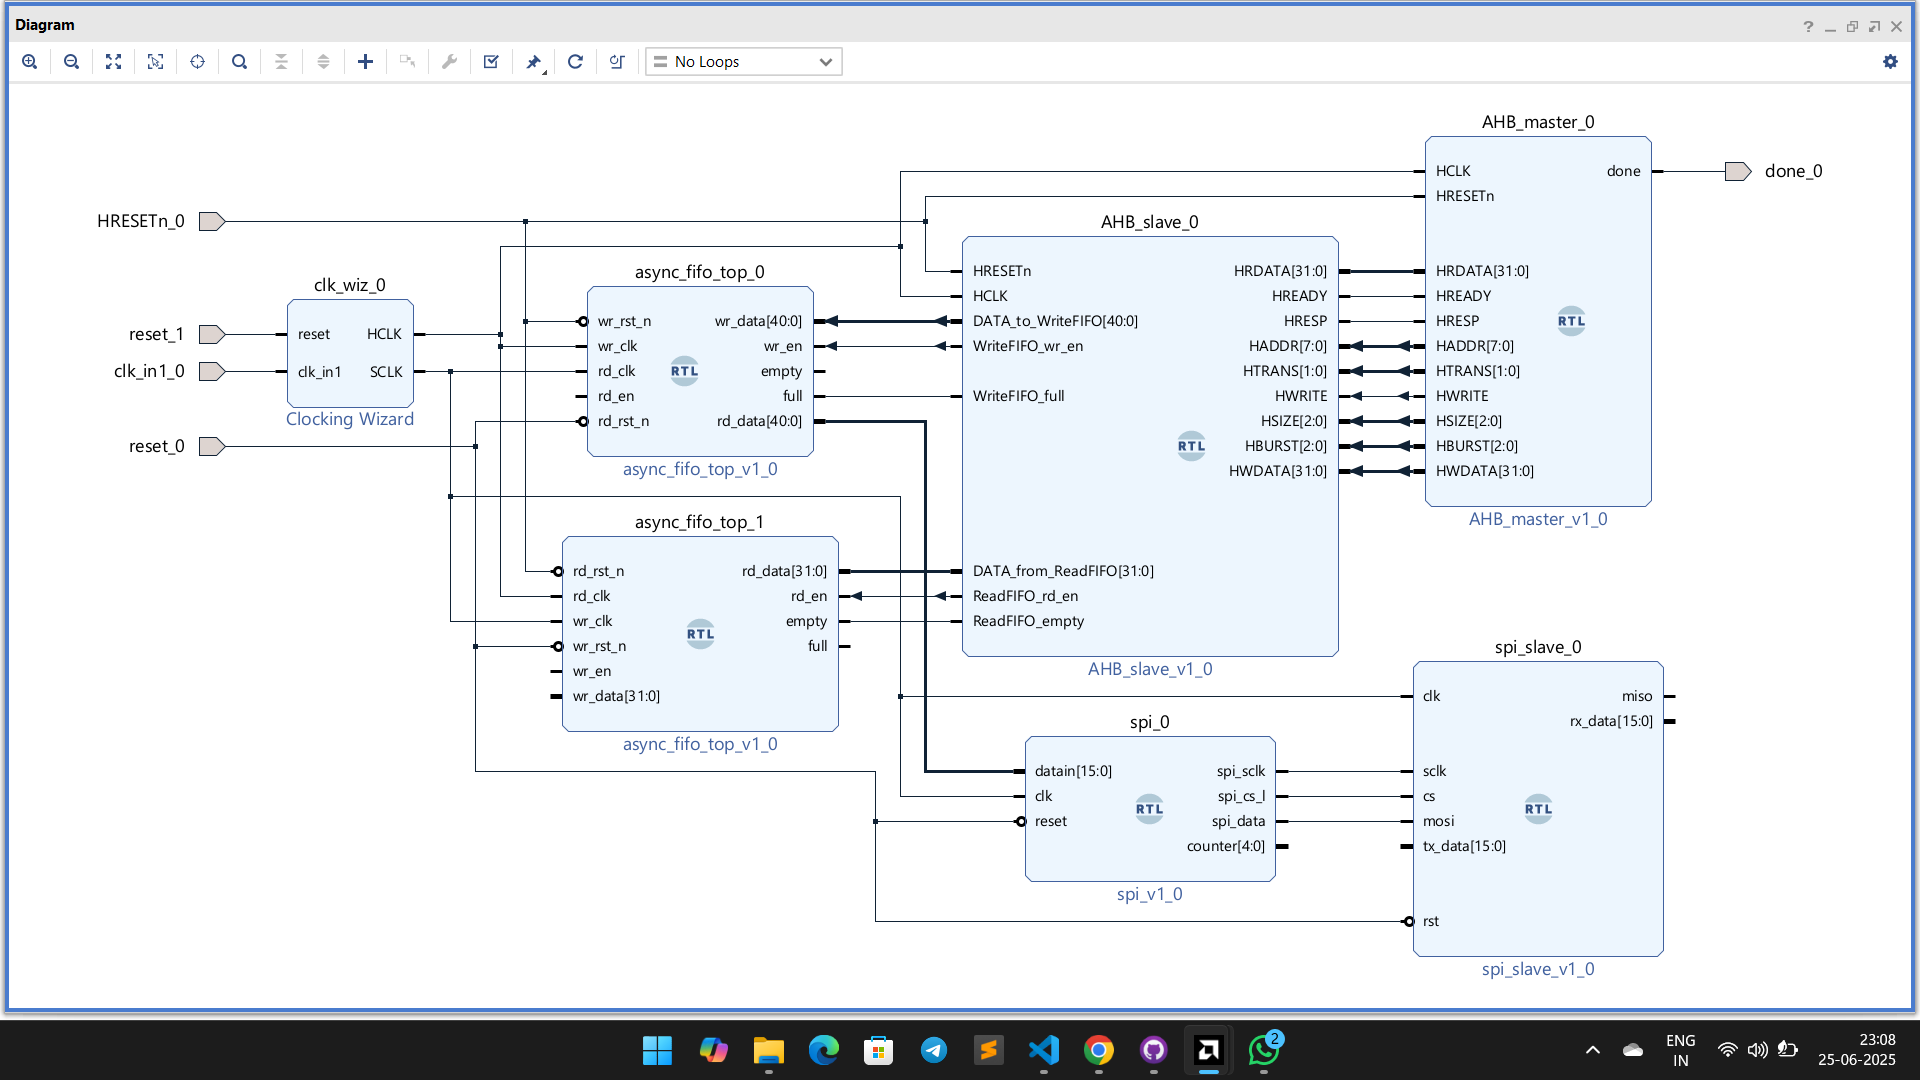 Diagram
No Loops
HRESETn_0
reset_1
clk_in1_0
reset_0
clk_wiz_0
reset
HCLK
clk_in1
SCLK
Clocking Wizard
async_fifo_top_0
wr_rst_n
wr_data[40:0]
wr_clk
wr_en
rd_clk
empty
rd_en
full
rd_rst_n
rd_data[40:0]
RTL
async_fifo_top_v1_0
async_fifo_top_1
rd_rst_n
rd_data[31:0]
rd_clk
rd_en
wr_clk
empty
wr_rst_n
full
wr_en
wr_data[31:0]
RTL
async_fifo_top_v1_0
AHB_slave_0
HRESETn
HRDATA[31:0]
HCLK
HREADY
DATA_to_WriteFIFO[40:0]
HRESP
WriteFIFO_wr_en
HADDR[7:0]
HTRANS[1:0]
WriteFIFO_full
HWRITE
HSIZE[2:0]
HBURST[2:0]
HWDATA[31:0]
RTL
DATA_from_ReadFIFO[31:0]
ReadFIFO_rd_en
ReadFIFO_empty
AHB_slave_v1_0
AHB_master_0
HCLK
done
HRESETn
HRDATA[31:0]
HREADY
HRESP
HADDR[7:0]
HTRANS[1:0]
HWRITE
HSIZE[2:0]
HBURST[2:0]
HWDATA[31:0]
RTL
AHB_master_v1_0
done_0
spi_0
datain[15:0]
spi_sclk
clk
spi_cs_l
reset
spi_data
counter[4:0]
RTL
spi_v1_0
spi_slave_0
clk
miso
rx_data[15:0]
sclk
cs
mosi
tx_data[15:0]
rst
RTL
spi_slave_v1_0
2
ENG
IN
23:08
25-06-2025